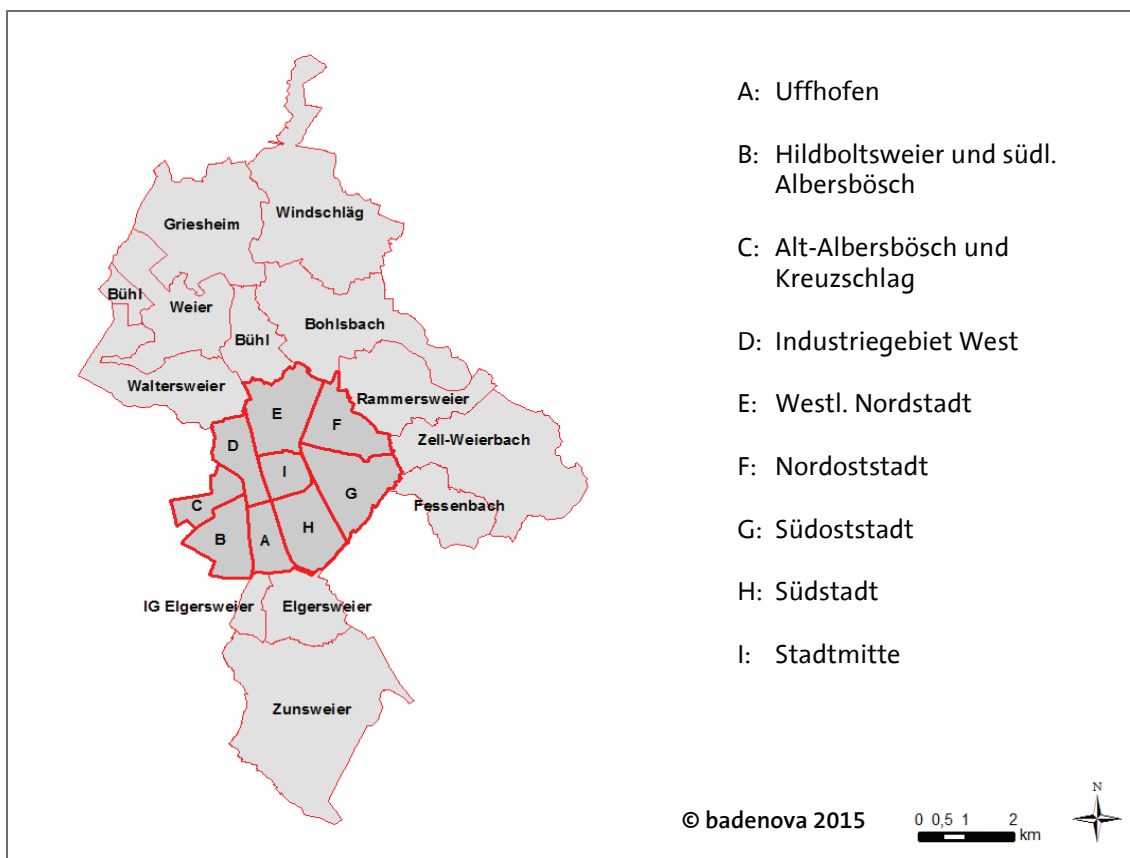 Windschläg
Griesheim
Bühl
Weier
Bühl
Bohlsbach
Waltersweier
Rammersweier
Zell-Weierbach
Fessenbach
E
F
D
I
G
C
B
A
H
IG Elgersweier
Elgersweier
Zunsweier
A: Uffhofen
B: Hildboltsweier und südl.
Albersbösch
C: Alt-Albersbösch und
Kreuzschlag
D: Industriegebiet West
E: Westl. Nordstadt
F: Nordoststadt
G: Südoststadt
H: Südstadt
I: Stadtmitte
© badenova 2015
0 0,5 1 2
km
N